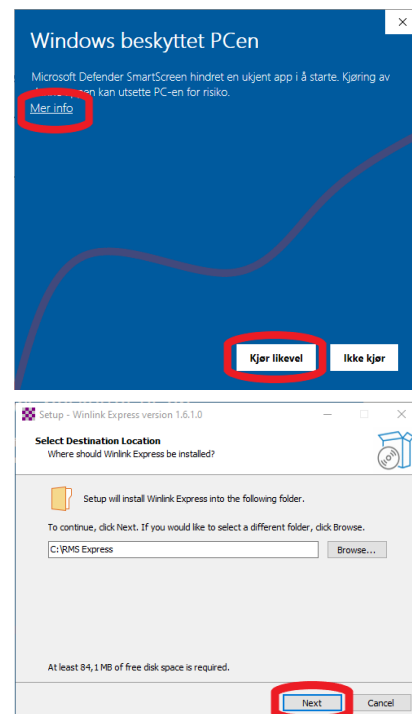 Windows beskyttet PCen
Microsoft Defender SmartScreen hindret en ukjent app i å starte. Kjøring av
kan utsette PC-en for risiko.
Mer info
Kjør likevel
Ikke kjør
Setup - Winlink Express version 1.6.1.0
Select Destination Location
Where should Winlink Express be installed?
Setup will install Winlink Express into the following folder.
To continue, click Next. If you would like to select a different folder, click Browse.
C:\RMS Express
Browse...
At least 84,1 MB of free disk space is required.
Next
Cancel